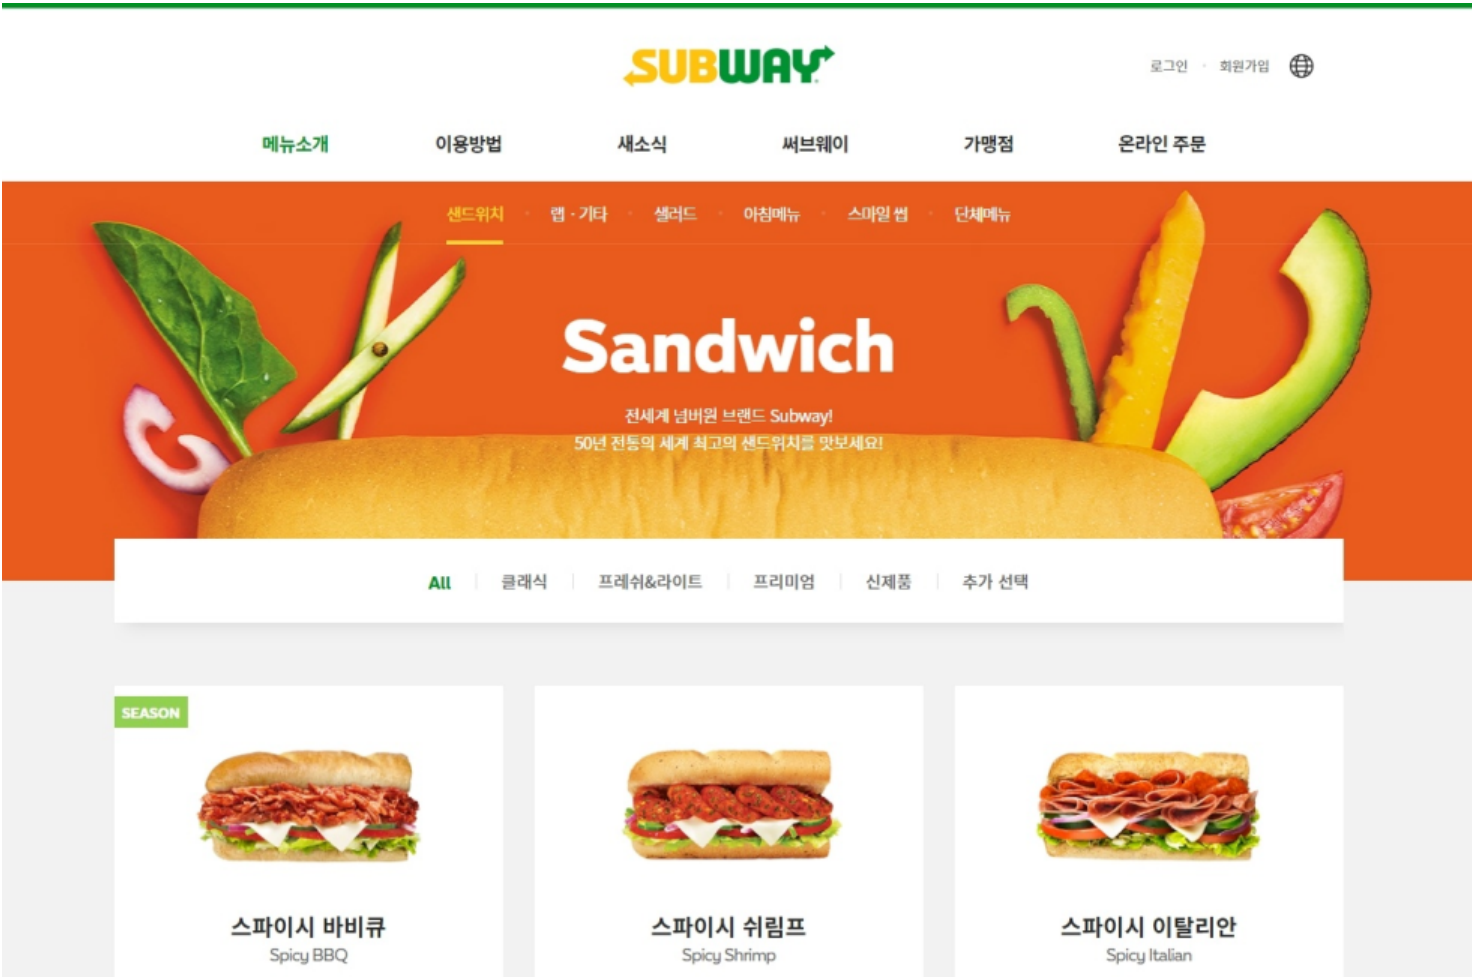 SUBWAY
로그인 · 회원가입
메뉴소개 이용방법 새소식 써브웨이 가맹점 온라인 주문
샌드위치 · 랩 · 기타 · 샐러드 · 아침메뉴 · 스마일 썹 · 단체메뉴
Sandwich
전세계 넘버원 브랜드 Subway!
50년 전통의 세계 최고의 샌드위치를 맛보세요!
All 클래식 프레쉬&라이트 프리미엄 신제품 추가 선택
SEASON
스파이시 바비큐 스파이시 쉬림프 스파이시 이탈리안
Spicy BBQ Spicy Shrimp Spicy Italian